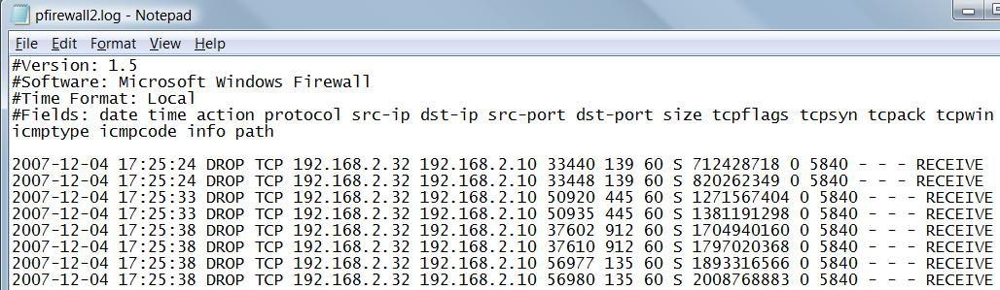 pfirewall2.log - Notepad
File Edit Format View Help
#Version: 1.5
#Software: Microsoft Windows Firewall
#Time Format: Local
#Fields: date time action protocol src-ip dst-ip src-port dst-port size tcpflags tcpsyn tcpack tcpwin
icmptype icmpcode info path
2007-12-04 17:25:24 DROP TCP 192.168.2.32 192.168.2.10 33440 139 60 S 712428718 0 5840 - - - RECEIVE
2007-12-04 17:25:24 DROP TCP 192.168.2.32 192.168.2.10 33448 139 60 S 820262349 0 5840 - - - RECEIVE
2007-12-04 17:25:33 DROP TCP 192.168.2.32 192.168.2.10 50920 445 60 S 1271567404 0 5840 - - - RECEIVE
2007-12-04 17:25:33 DROP TCP 192.168.2.32 192.168.2.10 50935 445 60 S 1381191298 0 5840 - - - RECEIVE
2007-12-04 17:25:38 DROP TCP 192.168.2.32 192.168.2.10 37602 912 60 S 1704940160 0 5840 - - - RECEIVE
2007-12-04 17:25:38 DROP TCP 192.168.2.32 192.168.2.10 37610 912 60 S 1797020368 0 5840 - - - RECEIVE
2007-12-04 17:25:38 DROP TCP 192.168.2.32 192.168.2.10 56977 135 60 S 1893316566 0 5840 - - - RECEIVE
2007-12-04 17:25:38 DROP TCP 192.168.2.32 192.168.2.10 56980 135 60 S 2008768883 0 5840 - - - RECEIVE